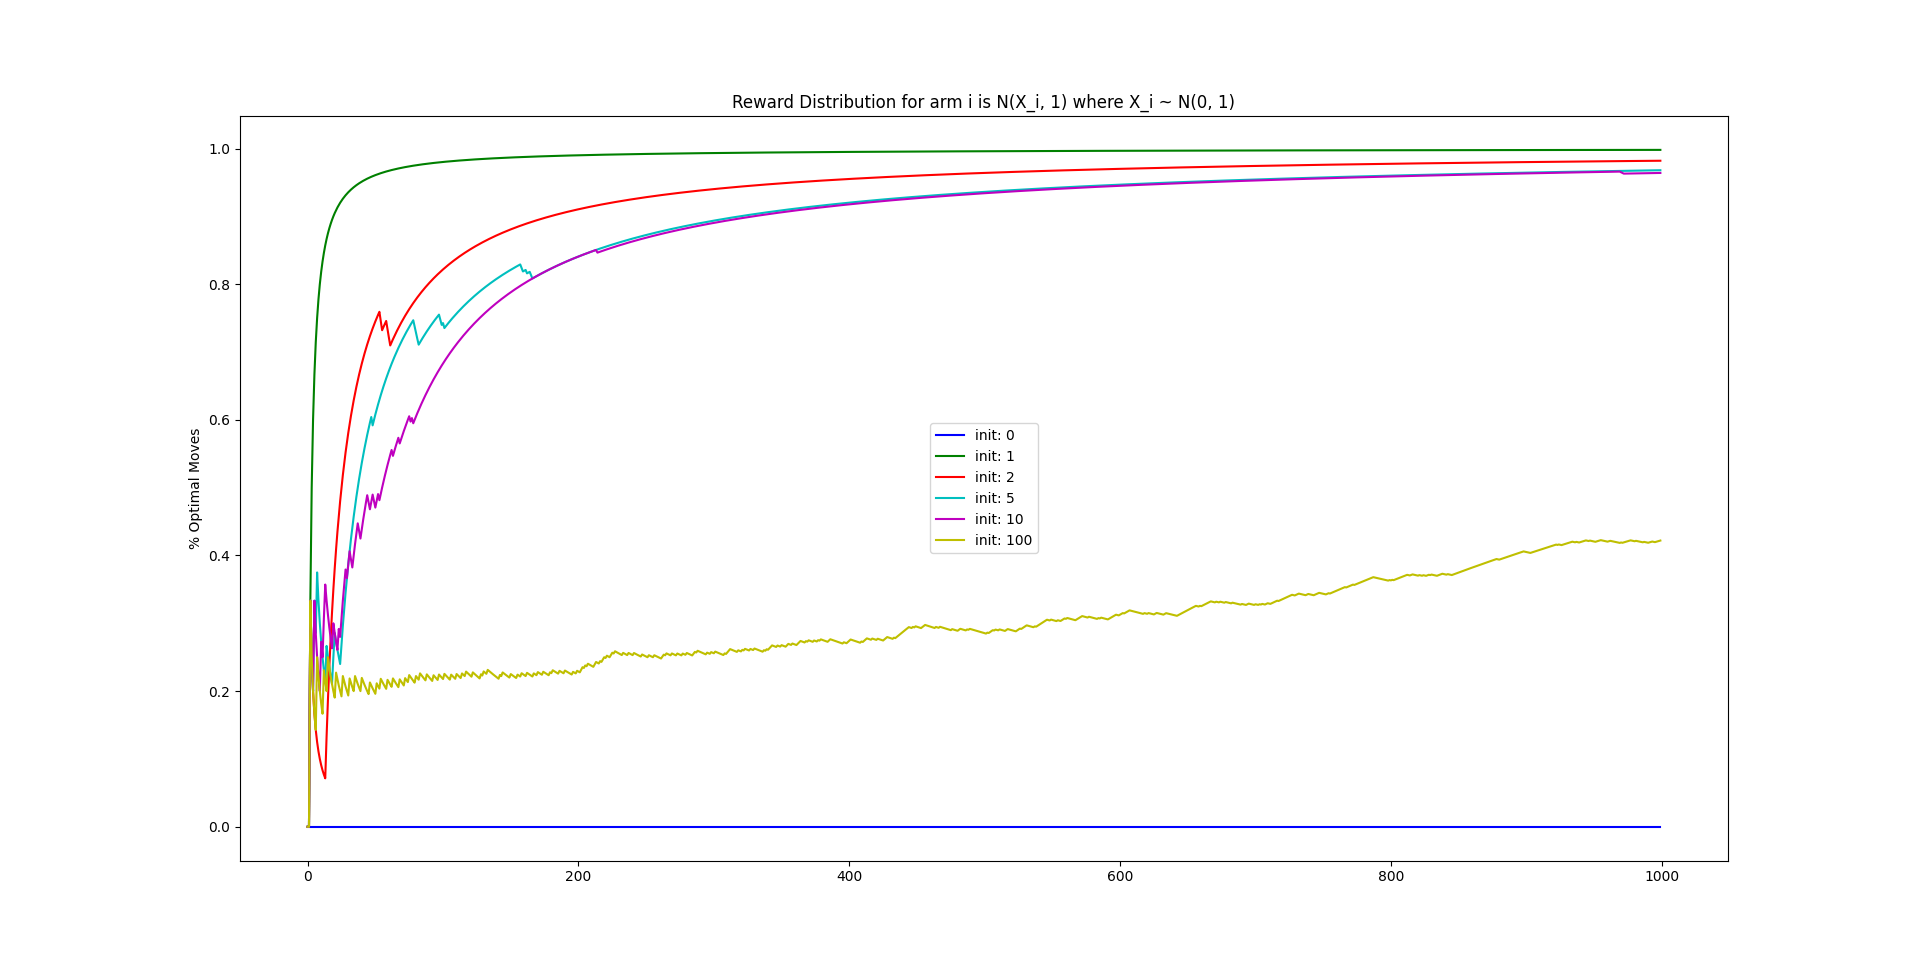 Reward Distribution for arm i is N(X_i, 1) where X_i ~ N(0, 1)
% Optimal Moves
1.0
0.8
0.6
0.4
0.2
0.0
init: 0
init: 1
init: 2
init: 5
init: 10
init: 100
0 200 400 600 800 1000